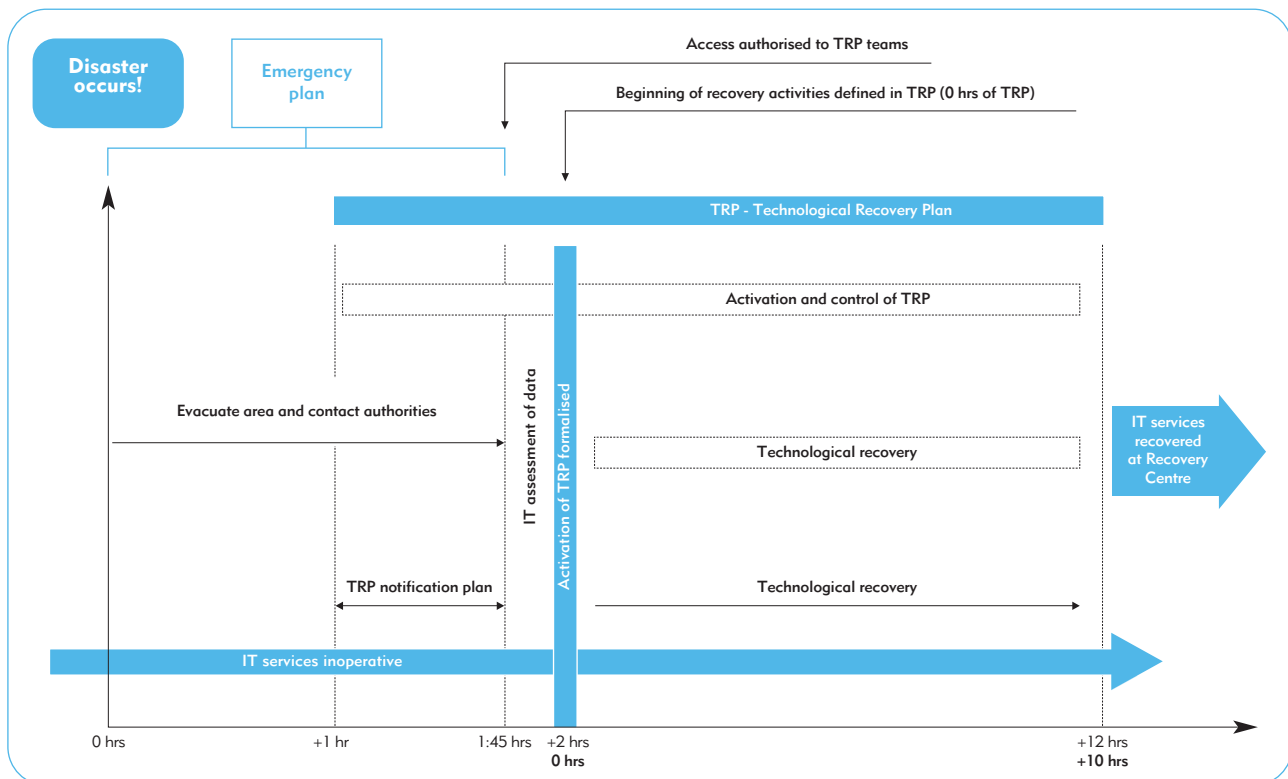 Disaster
occurs!
Emergency
plan
Access authorised to TRP teams
Beginning of recovery activities defined in TRP (0 hrs of TRP)
TRP - Technological Recovery Plan
Activation and control of TRP
Evacuate area and contact authorities
IT assessment of data
Activation of TRP formalised
Technological recovery
IT services
recovered
at Recovery
Centre
TRP notification plan
Technological recovery
IT services inoperative
0 hrs
+1 hr
1:45 hrs
+2 hrs
0 hrs
+12 hrs
+10 hrs